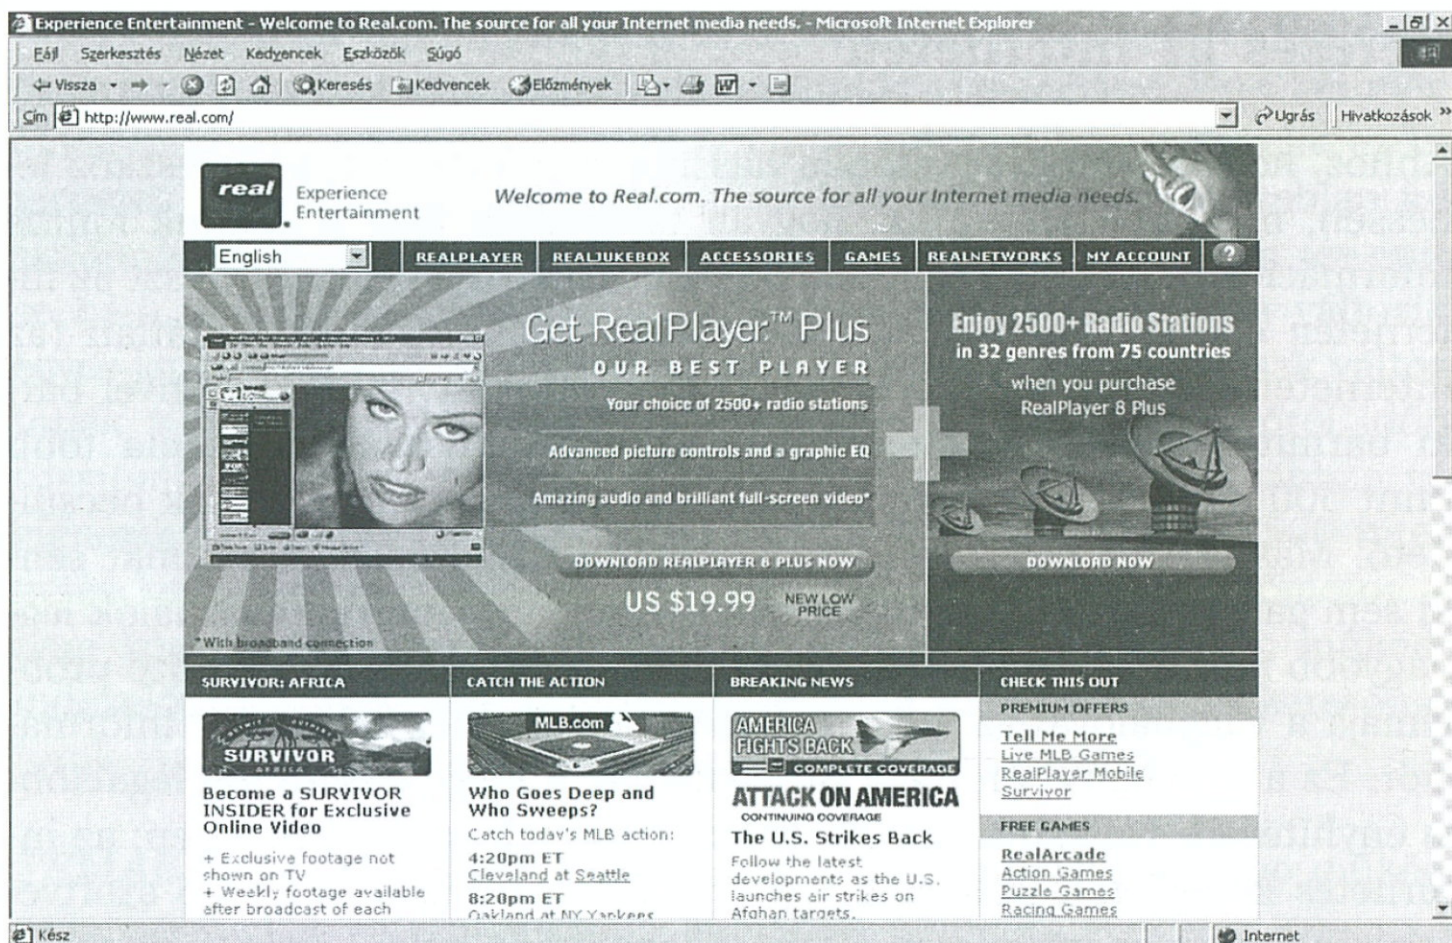 Experience Entertainment - Welcome to Real.com. The source for all your Internet media needs. - Microsoft Internet Explorer
Fájl Szerkesztés Nézet Kedvencek Eszközök Súgó
Vissza Keresés Kedvencek Előzmények
Cím http://www.real.com/ Ugrás Hivatkozások »
real Experience Entertainment
Welcome to Real.com. The source for all your Internet media needs.
English REALPLAYER REALJUKEBOX ACCESSORIES GAMES REALNETWORKS MY ACCOUNT ?
Get RealPlayer™ Plus
OUR BEST PLAYER
Your choice of 2500+ radio stations
Advanced picture controls and a graphic EQ
Amazing audio and brilliant full-screen video*
DOWNLOAD REALPLAYER 8 PLUS NOW
US $19.99 NEW LOW PRICE
* With broadband connection
Enjoy 2500+ Radio Stations
in 32 genres from 75 countries
when you purchase
RealPlayer 8 Plus
DOWNLOAD NOW
SURVIVOR: AFRICA
SURVIVOR
AFRICA
Become a SURVIVOR
INSIDER for Exclusive
Online Video
+ Exclusive footage not
shown on TV
+ Weekly footage available
after broadcast of each
CATCH THE ACTION
MLB.com
Who Goes Deep and
Who Sweeps?
Catch today's MLB action:
4:20pm ET
Cleveland at Seattle
8:20pm ET
Oakland at NY Yankees
BREAKING NEWS
AMERICA
FIGHTS BACK
COMPLETE COVERAGE
ATTACK ON AMERICA
CONTINUING COVERAGE
The U.S. Strikes Back
Follow the latest
developments as the U.S.
launches air strikes on
Afghan targets.
CHECK THIS OUT
PREMIUM OFFERS
Tell Me More
Live MLB Games
RealPlayer Mobile
Survivor
FREE GAMES
RealArcade
Action Games
Puzzle Games
Racing Games
Kész Internet